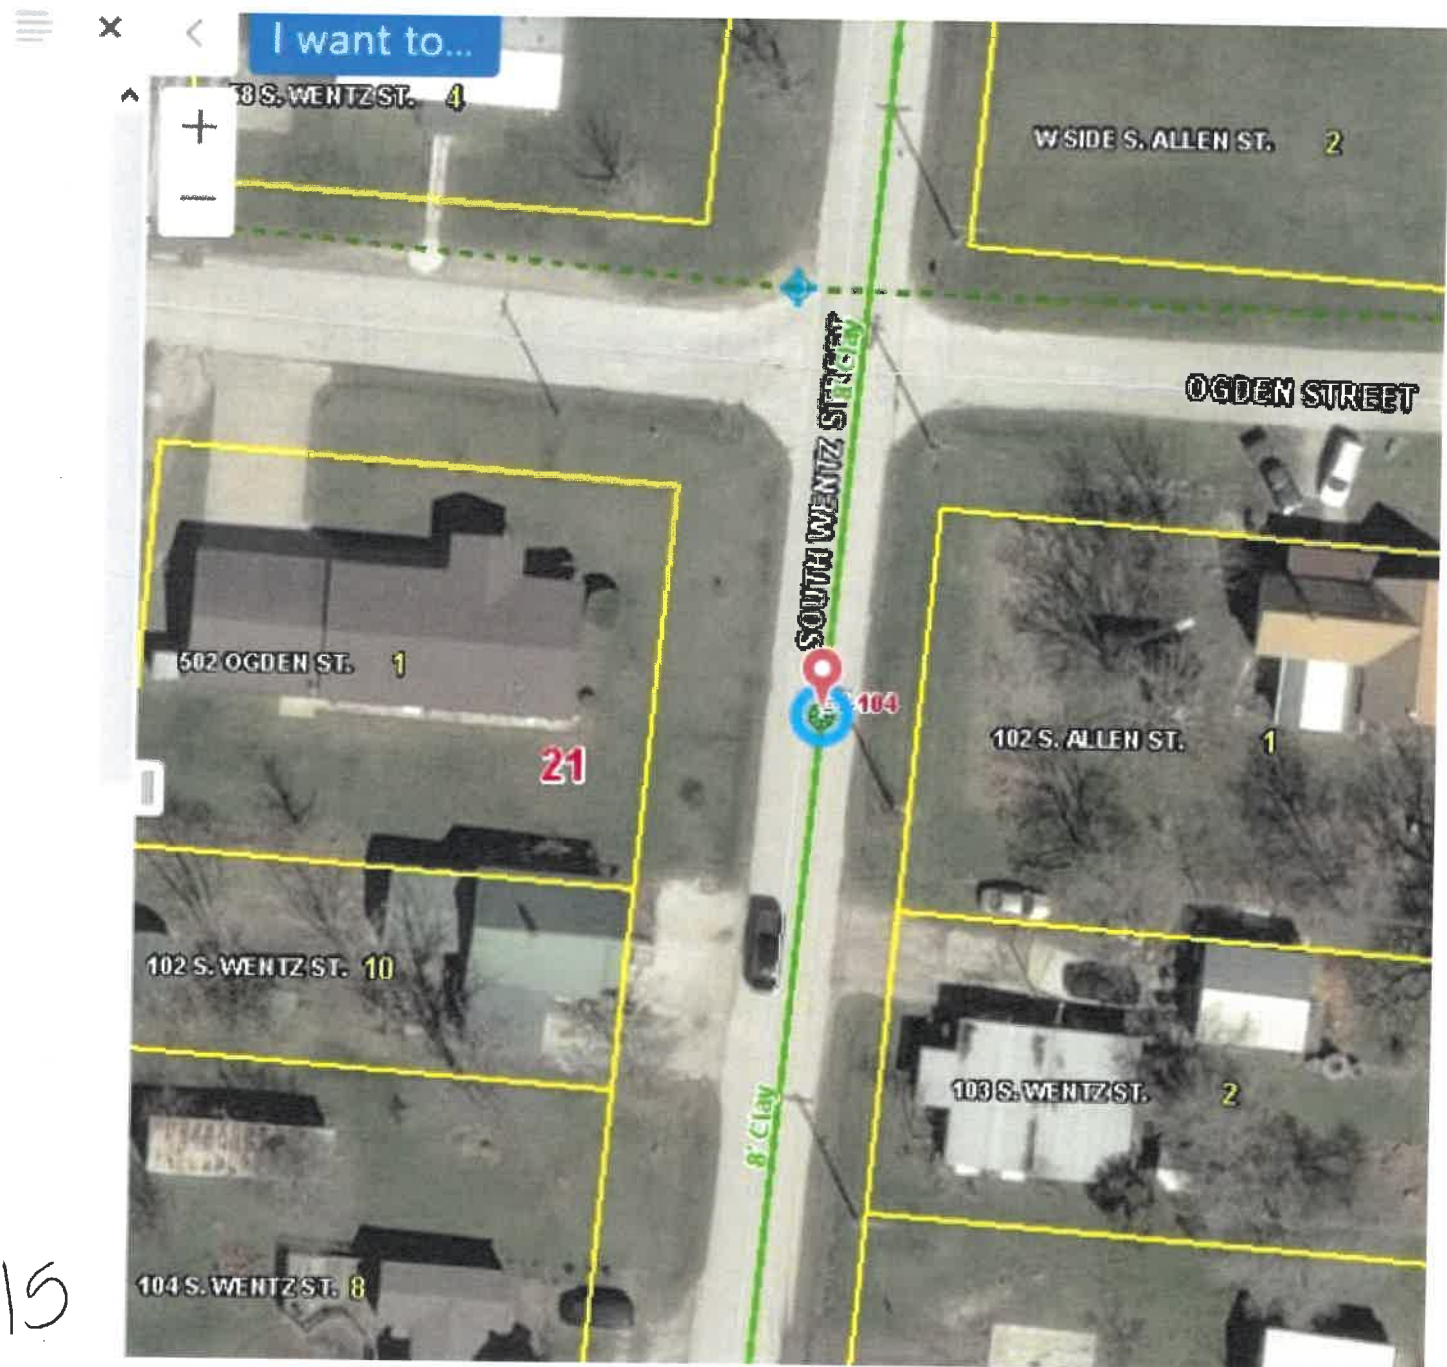 I want to...
8 S. WENTZ ST. 4
W SIDE S. ALLEN ST. 2
8" Clay
OGDEN STREET
SOUTH WENTZ STREET
502 OGDEN ST. 1
104
102 S. ALLEN ST. 1
21
102 S. WENTZ ST. 10
103 S. WENTZ ST. 2
8" Clay
104 S. WENTZ ST. 8
15